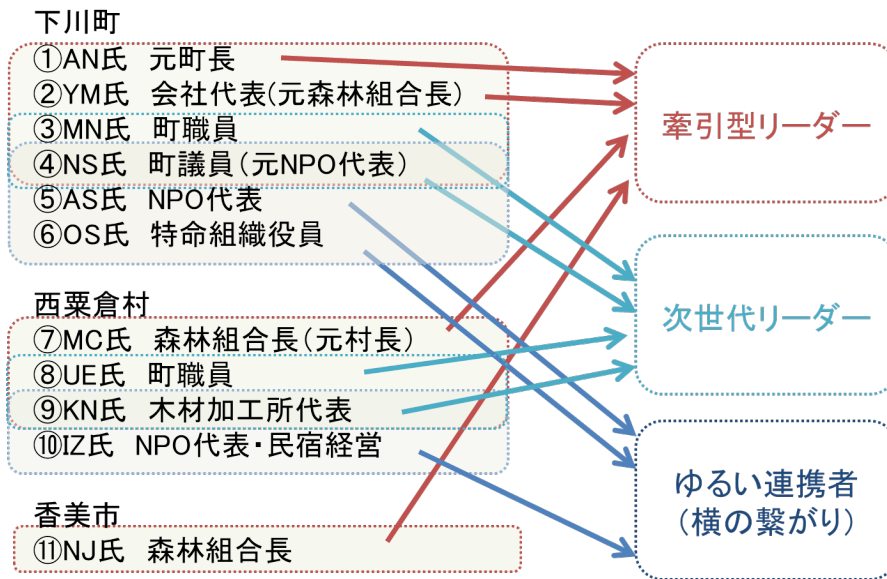 下川町
①AN氏 元町長
②YM氏 会社代表(元森林組合長)
③MN氏 町職員
④NS氏 町議員(元NPO代表)
⑤AS氏 NPO代表
⑥OS氏 特命組織役員
西粟倉村
⑦MC氏 森林組合長(元村長)
⑧UE氏 町職員
⑨KN氏 木材加工所代表
⑩IZ氏 NPO代表・民宿経営
香美市
⑪NJ氏 森林組合長
牽引型リーダー
次世代リーダー
ゆるい連携者
(横の繋がり)